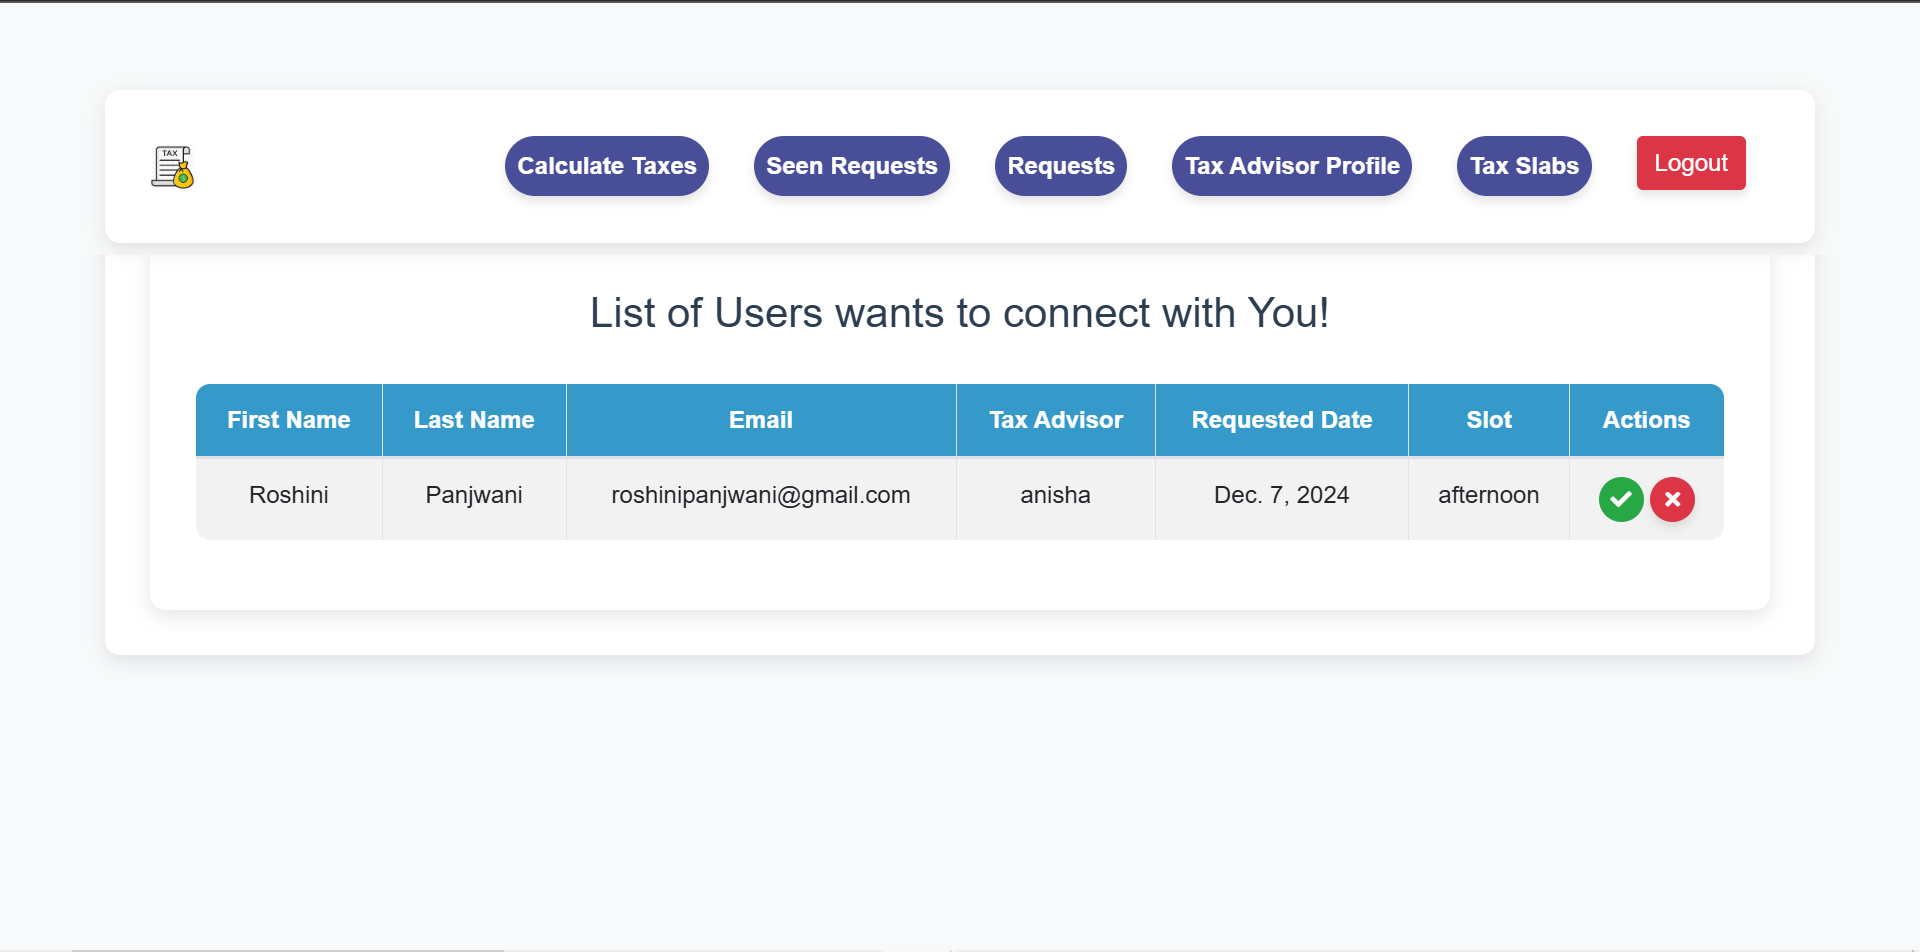 TAX
Calculate Taxes Seen Requests Requests Tax Advisor Profile Tax Slabs Logout
List of Users wants to connect with You!
First Name Last Name Email Tax Advisor Requested Date Slot Actions
Roshini Panjwani roshinipanjwani@gmail.com anisha Dec. 7, 2024 afternoon